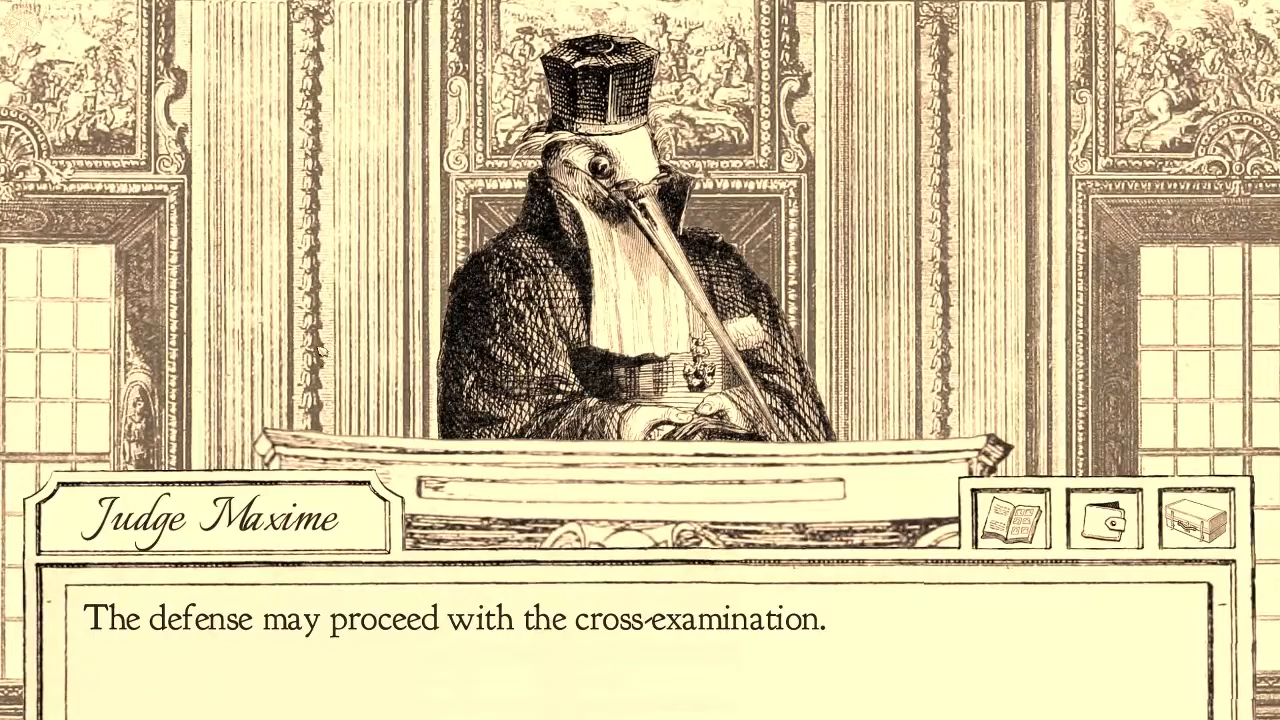 Judge Maxime
The defense may proceed with the cross-examination.